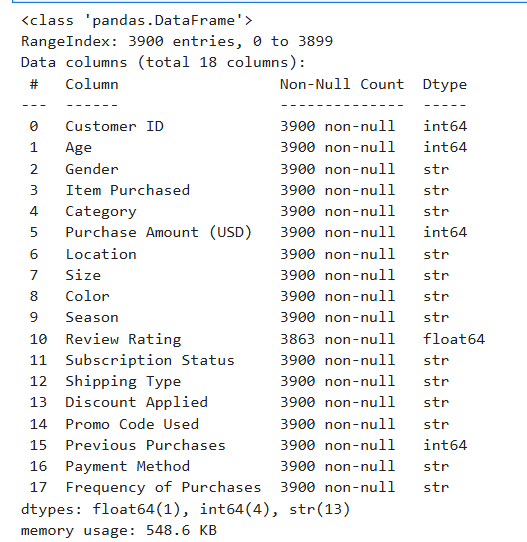 <class 'pandas.DataFrame'>
RangeIndex: 3900 entries, 0 to 3899
Data columns (total 18 columns):
 #   Column                  Non-Null Count  Dtype
---  ------                  --------------  -----
 0   Customer ID             3900 non-null   int64
 1   Age                     3900 non-null   int64
 2   Gender                  3900 non-null   str
 3   Item Purchased          3900 non-null   str
 4   Category                3900 non-null   str
 5   Purchase Amount (USD)   3900 non-null   int64
 6   Location                3900 non-null   str
 7   Size                    3900 non-null   str
 8   Color                   3900 non-null   str
 9   Season                  3900 non-null   str
 10  Review Rating           3863 non-null   float64
 11  Subscription Status     3900 non-null   str
 12  Shipping Type           3900 non-null   str
 13  Discount Applied        3900 non-null   str
 14  Promo Code Used         3900 non-null   str
 15  Previous Purchases      3900 non-null   int64
 16  Payment Method          3900 non-null   str
 17  Frequency of Purchases  3900 non-null   str
dtypes: float64(1), int64(4), str(13)
memory usage: 548.6 KB